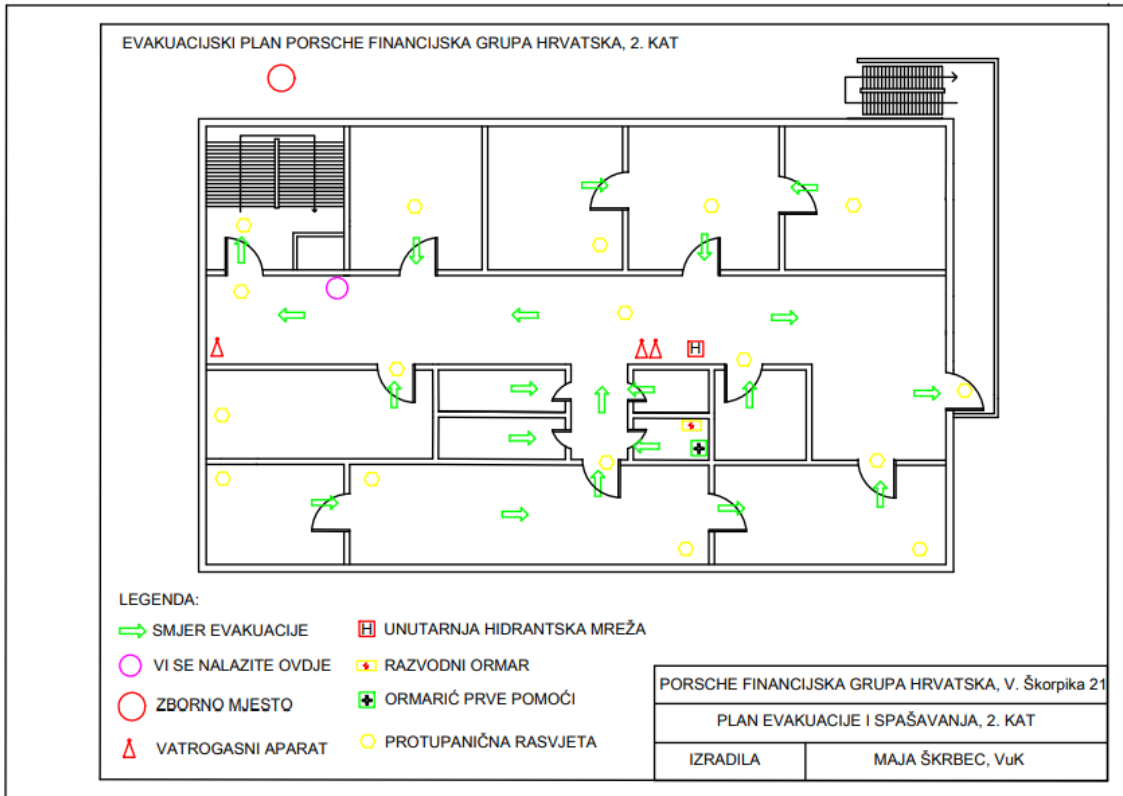 EVAKUACIJSKI PLAN PORSCHE FINANCIJSKA GRUPA HRVATSKA, 2. KAT
H
LEGENDA:
SMJER EVAKUACIJE
H UNUTARNJA HIDRANTSKA MREŽA
VI SE NALAZITE OVDJE
RAZVODNI ORMAR
ZBORNO MJESTO
ORMARIĆ PRVE POMOĆI
VATROGASNI APARAT
PROTUPANIČNA RASVJETA
PORSCHE FINANCIJSKA GRUPA HRVATSKA, V. Škorpika 21
PLAN EVAKUACIJE I SPAŠAVANJA, 2. KAT
IZRADILA
MAJA ŠKRBEC, VuK